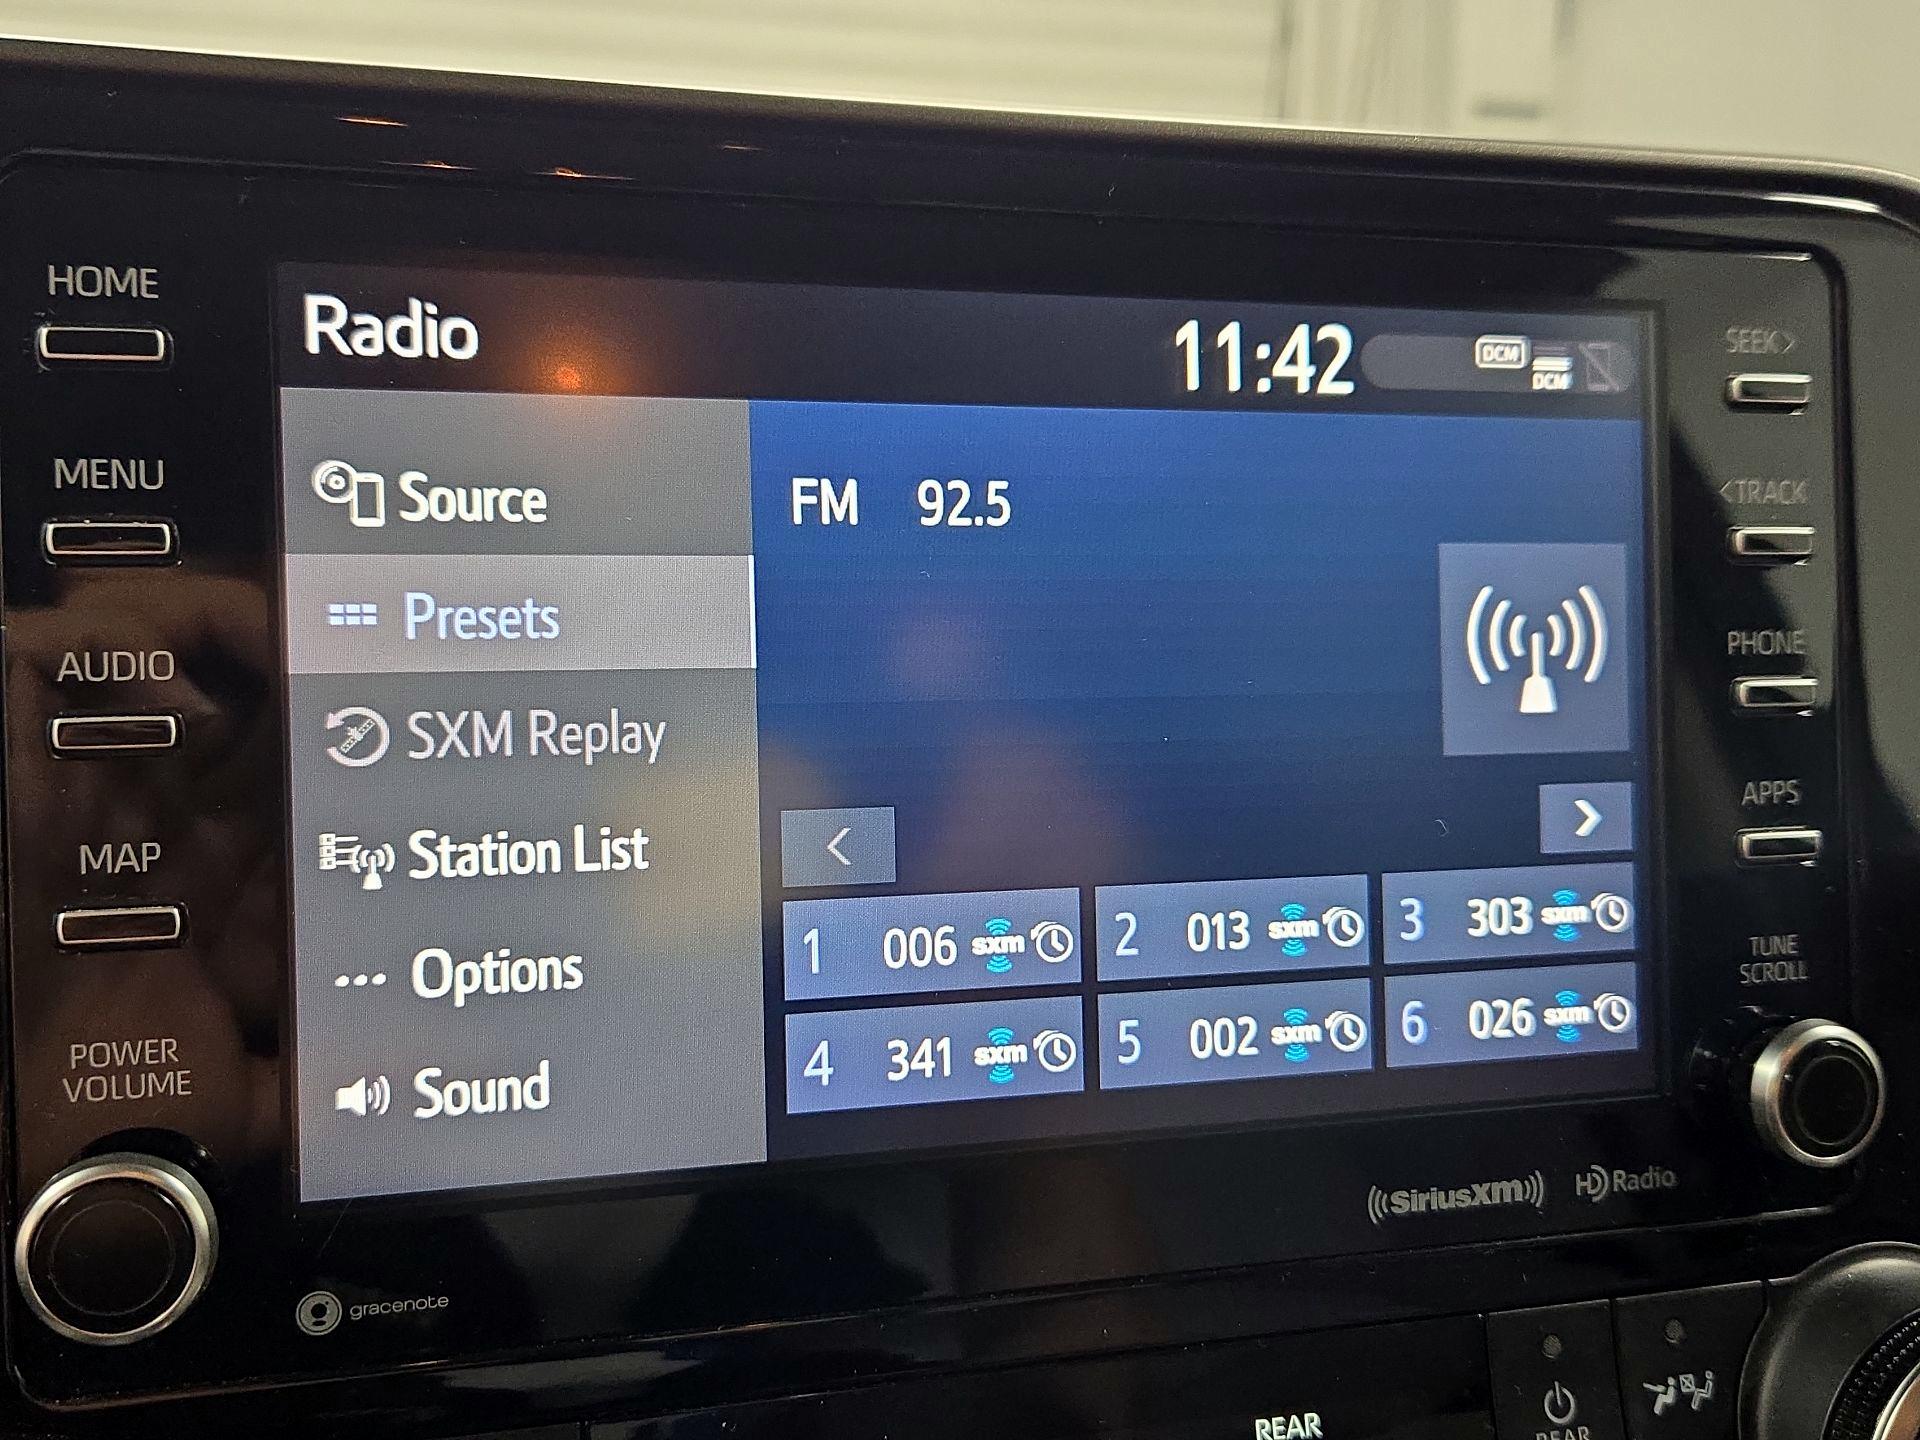 HOME
MENU
AUDIO
MAP
POWER
VOLUME
Radio
11:42
DCM
DCM
Source
Presets
SXM Replay
Station List
Options
Sound
FM 92.5
<
>
1 006 sxm
2 013 sxm
3 303 sxm
4 341 sxm
5 002 sxm
6 026 sxm
SEEK>
<TRACK
PHONE
APPS
TUNE
SCROLL
((SiriusXM))
HD Radio
g gracenote
REAR
REAR